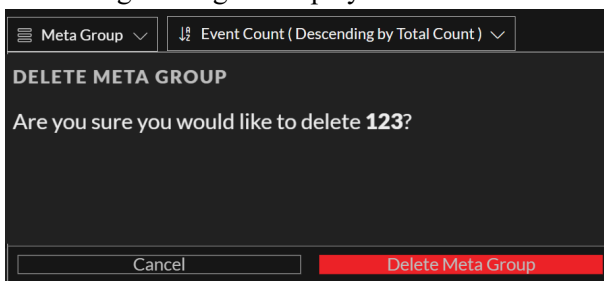 Meta Group
Event Count ( Descending by Total Count )
DELETE META GROUP
Are you sure you would like to delete 123?
Cancel
Delete Meta Group